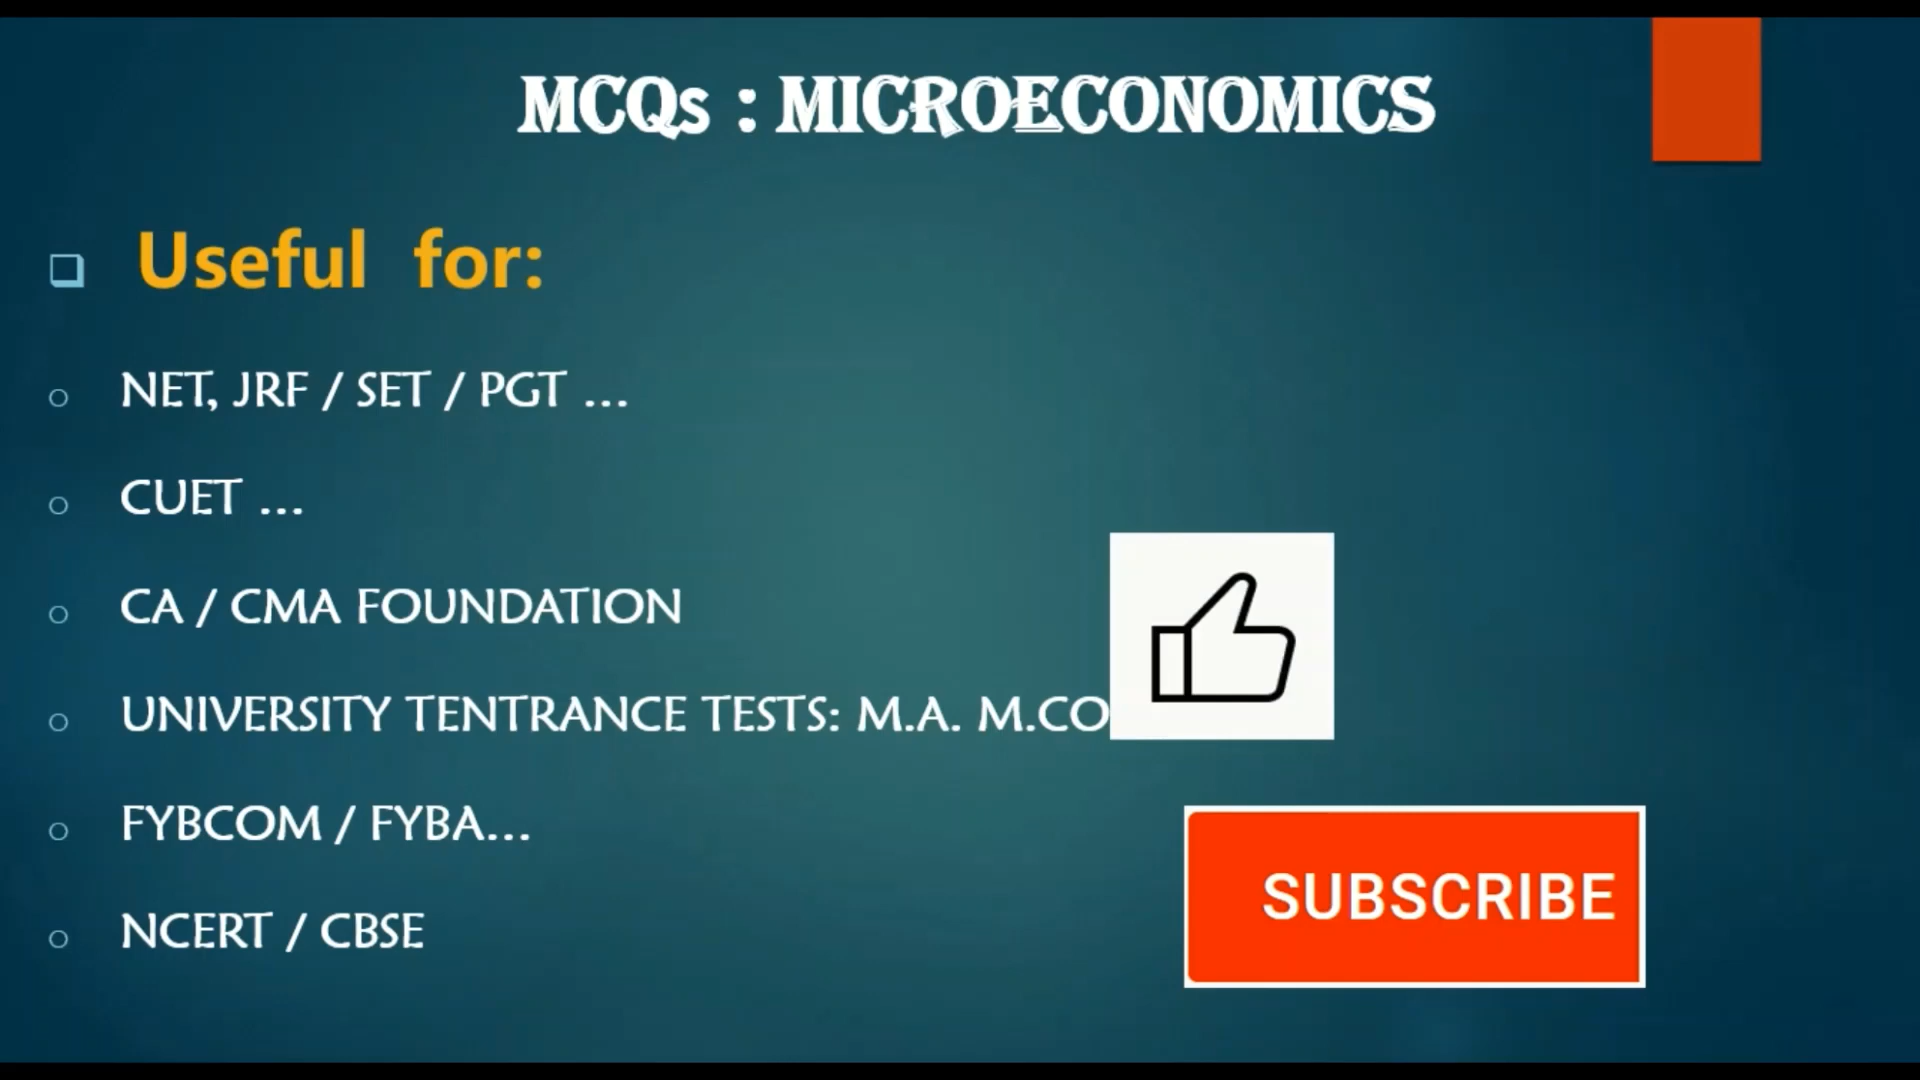 MCQs : MICROECONOMICS
Useful for:
NET, JRF / SET / PGT ...
CUET ...
CA / CMA FOUNDATION
UNIVERSITY TENTRANCE TESTS: M.A. M.CO
FYBCOM / FYBA...
NCERT / CBSE
SUBSCRIBE